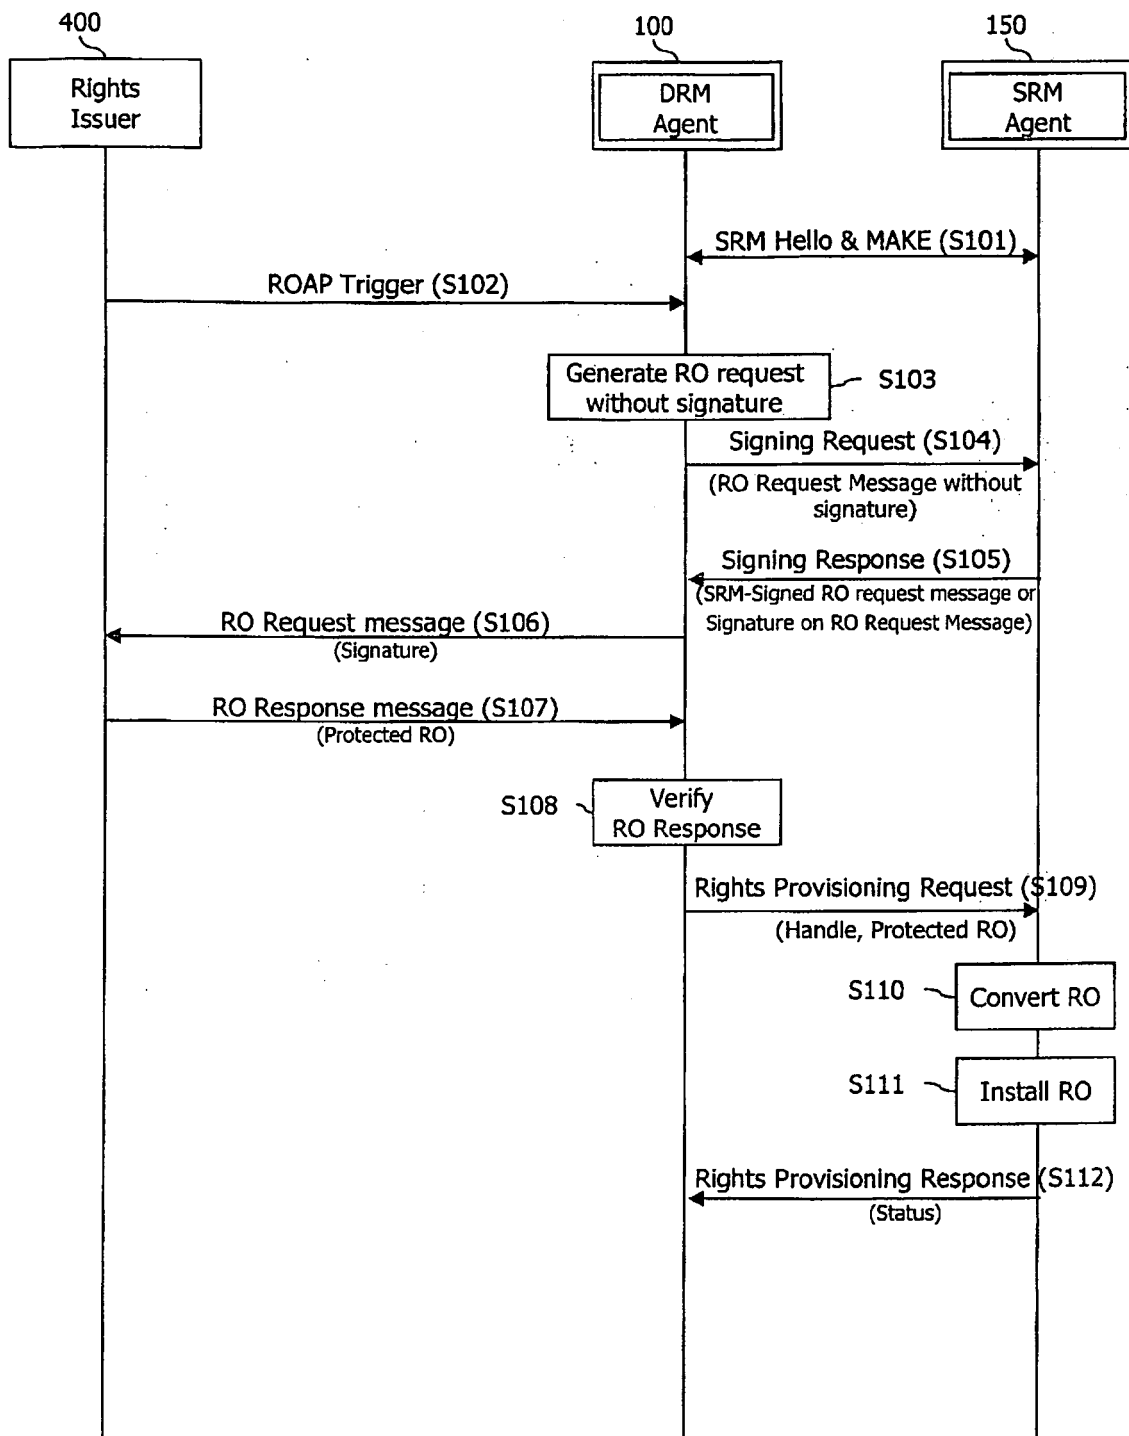 400
100
150
Rights
Issuer
DRM
Agent
SRM
Agent
SRM Hello & MAKE (S101)
ROAP Trigger (S102)
Generate RO request
without signature
S103
Signing Request (S104)
(RO Request Message without
signature)
Signing Response (S105)
(SRM-Signed RO request message or
Signature on RO Request Message)
RO Request message (S106)
(Signature)
RO Response message (S107)
(Protected RO)
S108
Verify
RO Response
Rights Provisioning Request (S109)
(Handle, Protected RO)
S110
Convert RO
S111
Install RO
Rights Provisioning Response (S112)
(Status)